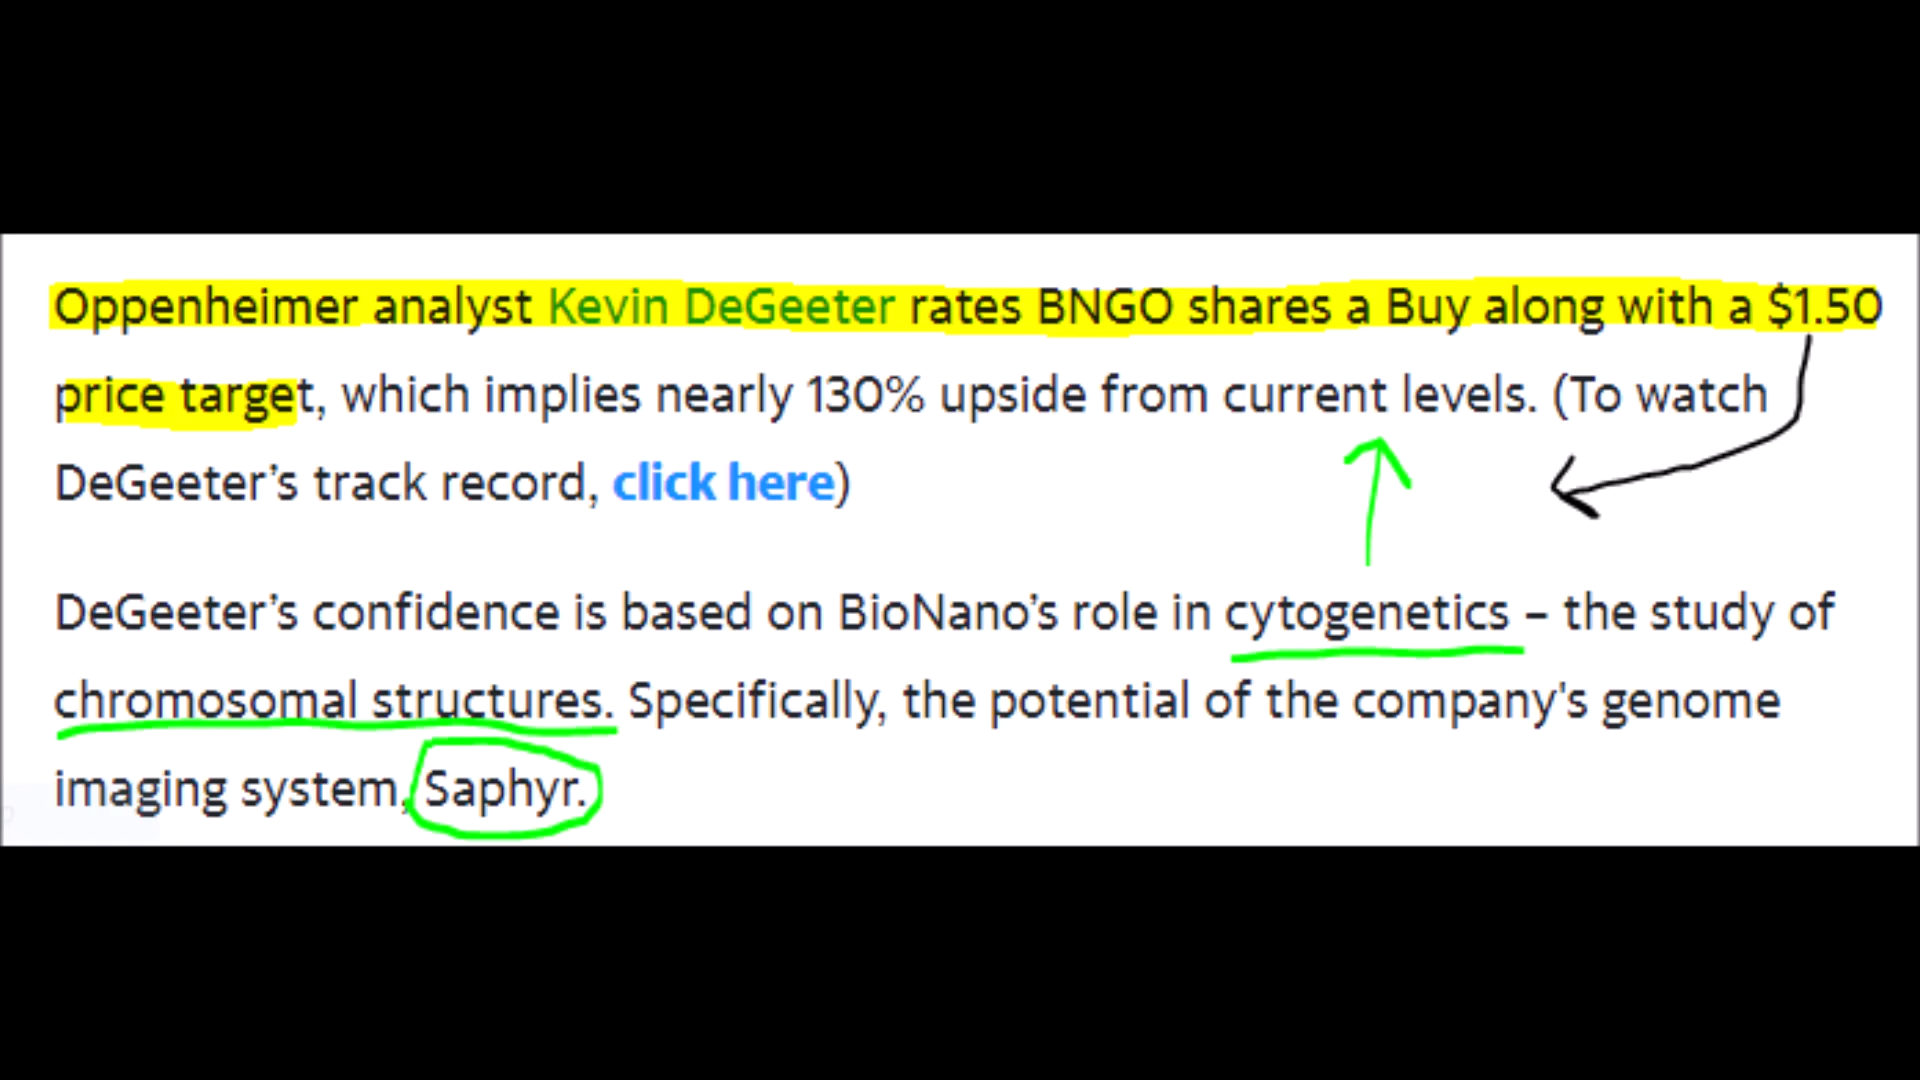 Oppenheimer analyst Kevin DeGeeter rates BNGO shares a Buy along with a $1.50
price target, which implies nearly 130% upside from current levels. (To watch
DeGeeter’s track record, click here)
DeGeeter’s confidence is based on BioNano’s role in cytogenetics – the study of
chromosomal structures. Specifically, the potential of the company's genome
imaging system, Saphyr.